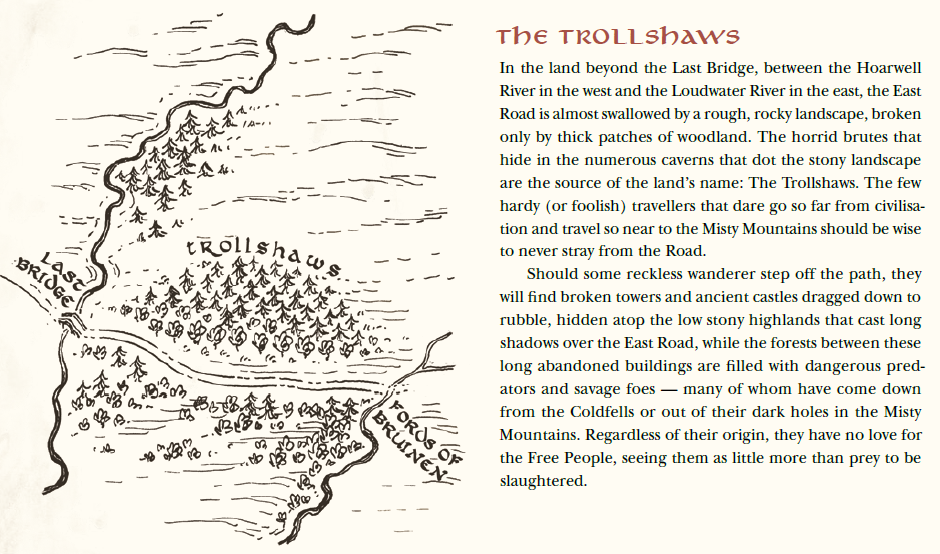 trollshaws
LAST
BRIDGE
FORDS OF
BRUINEN
The Trollshaws
In the land beyond the Last Bridge, between the Hoarwell
River in the west and the Loudwater River in the east, the East
Road is almost swallowed by a rough, rocky landscape, broken
only by thick patches of woodland. The horrid brutes that
hide in the numerous caverns that dot the stony landscape
are the source of the land’s name: The Trollshaws. The few
hardy (or foolish) travellers that dare go so far from civilisa-
tion and travel so near to the Misty Mountains should be wise
to never stray from the Road.
Should some reckless wanderer step off the path, they
will find broken towers and ancient castles dragged down to
rubble, hidden atop the low stony highlands that cast long
shadows over the East Road, while the forests between these
long abandoned buildings are filled with dangerous pred-
ators and savage foes — many of whom have come down
from the Coldfells or out of their dark holes in the Misty
Mountains. Regardless of their origin, they have no love for
the Free People, seeing them as little more than prey to be
slaughtered.